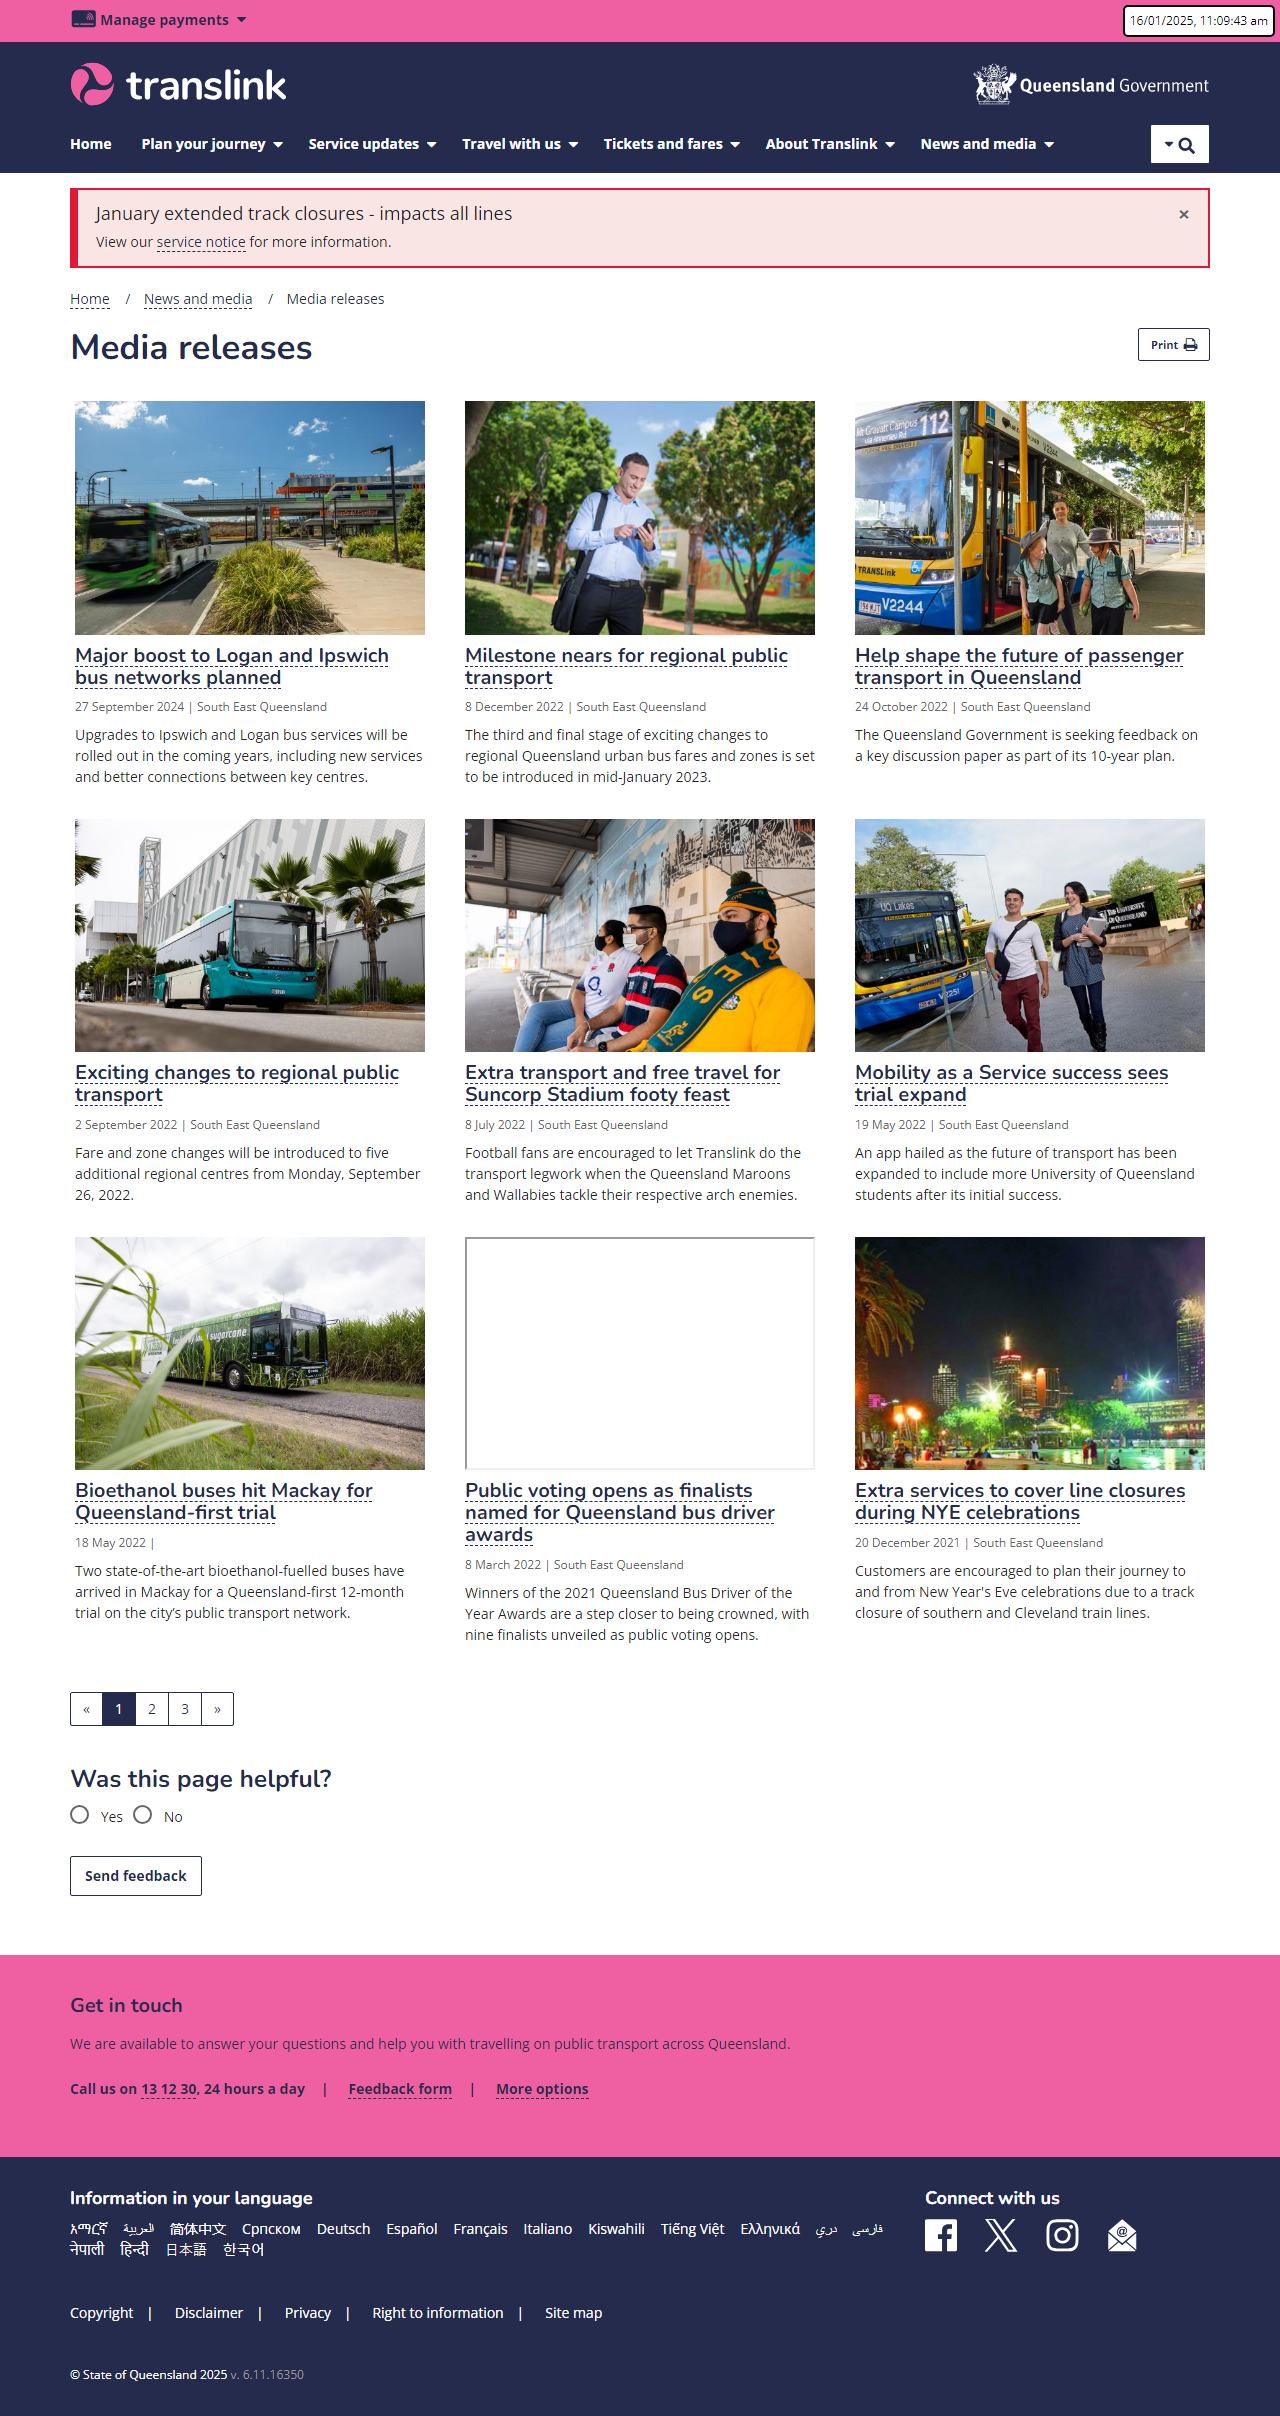 Manage payments
16/01/2025, 11:09:43 am
translink
Queensland Government
Home Plan your journey Service updates Travel with us Tickets and fares About Translink News and media
January extended track closures - impacts all lines ×
View our service notice for more information.
Home / News and media / Media releases
Media releases
Print
Mt Gravatt Campus 112
via Annerley Rd
V2244
TRANSLink
V2244
Major boost to Logan and Ipswich
bus networks planned
27 September 2024 | South East Queensland
Upgrades to Ipswich and Logan bus services will be
rolled out in the coming years, including new services
and better connections between key centres.
Milestone nears for regional public
transport
8 December 2022 | South East Queensland
The third and final stage of exciting changes to
regional Queensland urban bus fares and zones is set
to be introduced in mid-January 2023.
Help shape the future of passenger
transport in Queensland
24 October 2022 | South East Queensland
The Queensland Government is seeking feedback on
a key discussion paper as part of its 10-year plan.
UQ Lakes
THE UNIVERSITY
OF QUEENSLAND
V2251
Exciting changes to regional public
transport
2 September 2022 | South East Queensland
Fare and zone changes will be introduced to five
additional regional centres from Monday, September
26, 2022.
Extra transport and free travel for
Suncorp Stadium footy feast
8 July 2022 | South East Queensland
Football fans are encouraged to let Translink do the
transport legwork when the Queensland Maroons
and Wallabies tackle their respective arch enemies.
Mobility as a Service success sees
trial expand
19 May 2022 | South East Queensland
An app hailed as the future of transport has been
expanded to include more University of Queensland
students after its initial success.
sugarcane
Bioethanol buses hit Mackay for
Queensland-first trial
18 May 2022 |
Two state-of-the-art bioethanol-fuelled buses have
arrived in Mackay for a Queensland-first 12-month
trial on the city's public transport network.
Public voting opens as finalists
named for Queensland bus driver
awards
8 March 2022 | South East Queensland
Winners of the 2021 Queensland Bus Driver of the
Year Awards are a step closer to being crowned, with
nine finalists unveiled as public voting opens.
Extra services to cover line closures
during NYE celebrations
20 December 2021 | South East Queensland
Customers are encouraged to plan their journey to
and from New Year's Eve celebrations due to a track
closure of southern and Cleveland train lines.
« 1 2 3 »
Was this page helpful?
Yes No
Send feedback
Get in touch
We are available to answer your questions and help you with travelling on public transport across Queensland.
Call us on 13 12 30, 24 hours a day | Feedback form | More options
Information in your language
አማርኛ العربية 简体中文 Српском Deutsch Español Français Italiano Kiswahili Tiếng Việt Ελληνικά دري فارسی
नेपाली हिन्दी 日本語 한국어
Connect with us
Copyright | Disclaimer | Privacy | Right to information | Site map
© State of Queensland 2025 v. 6.11.16350